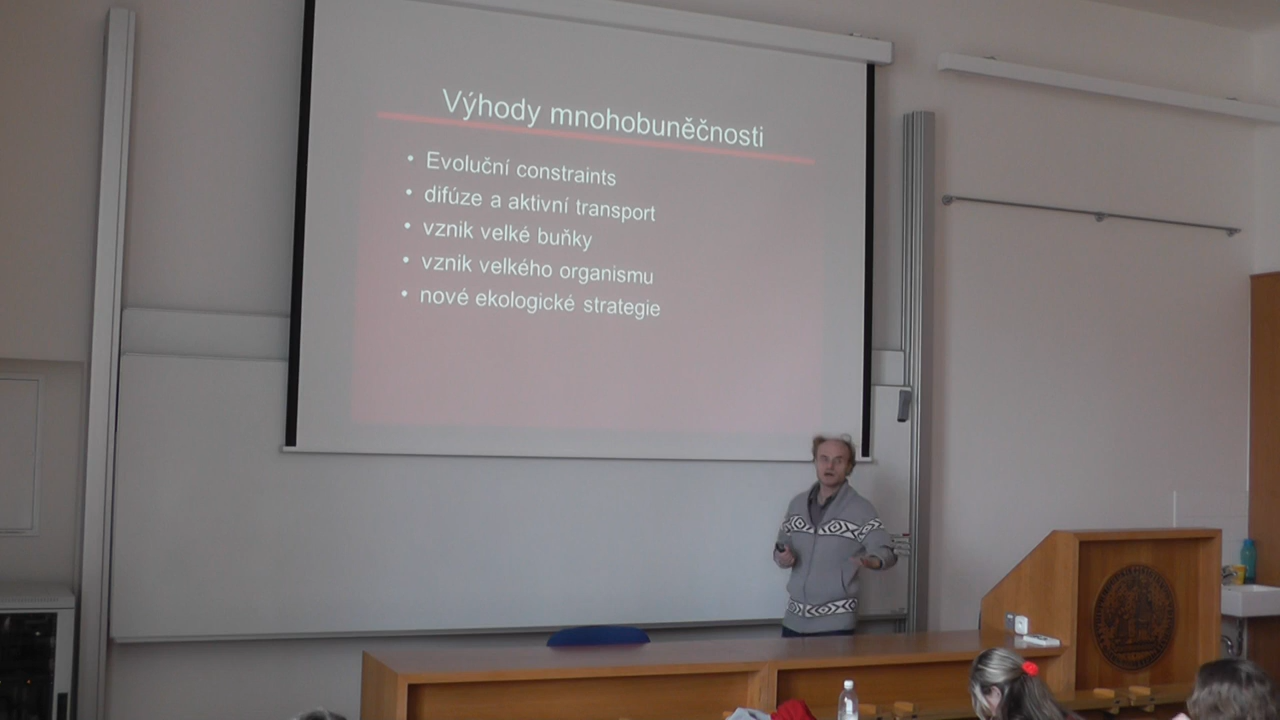 Výhody mnohobuněčnosti
• Evoluční constraints
• difúze a aktivní transport
• vznik velké buňky
• vznik velkého organismu
• nové ekologické strategie